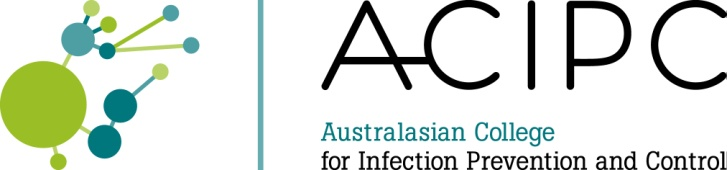 ACIPC
Australasian College
for Infection Prevention and Control